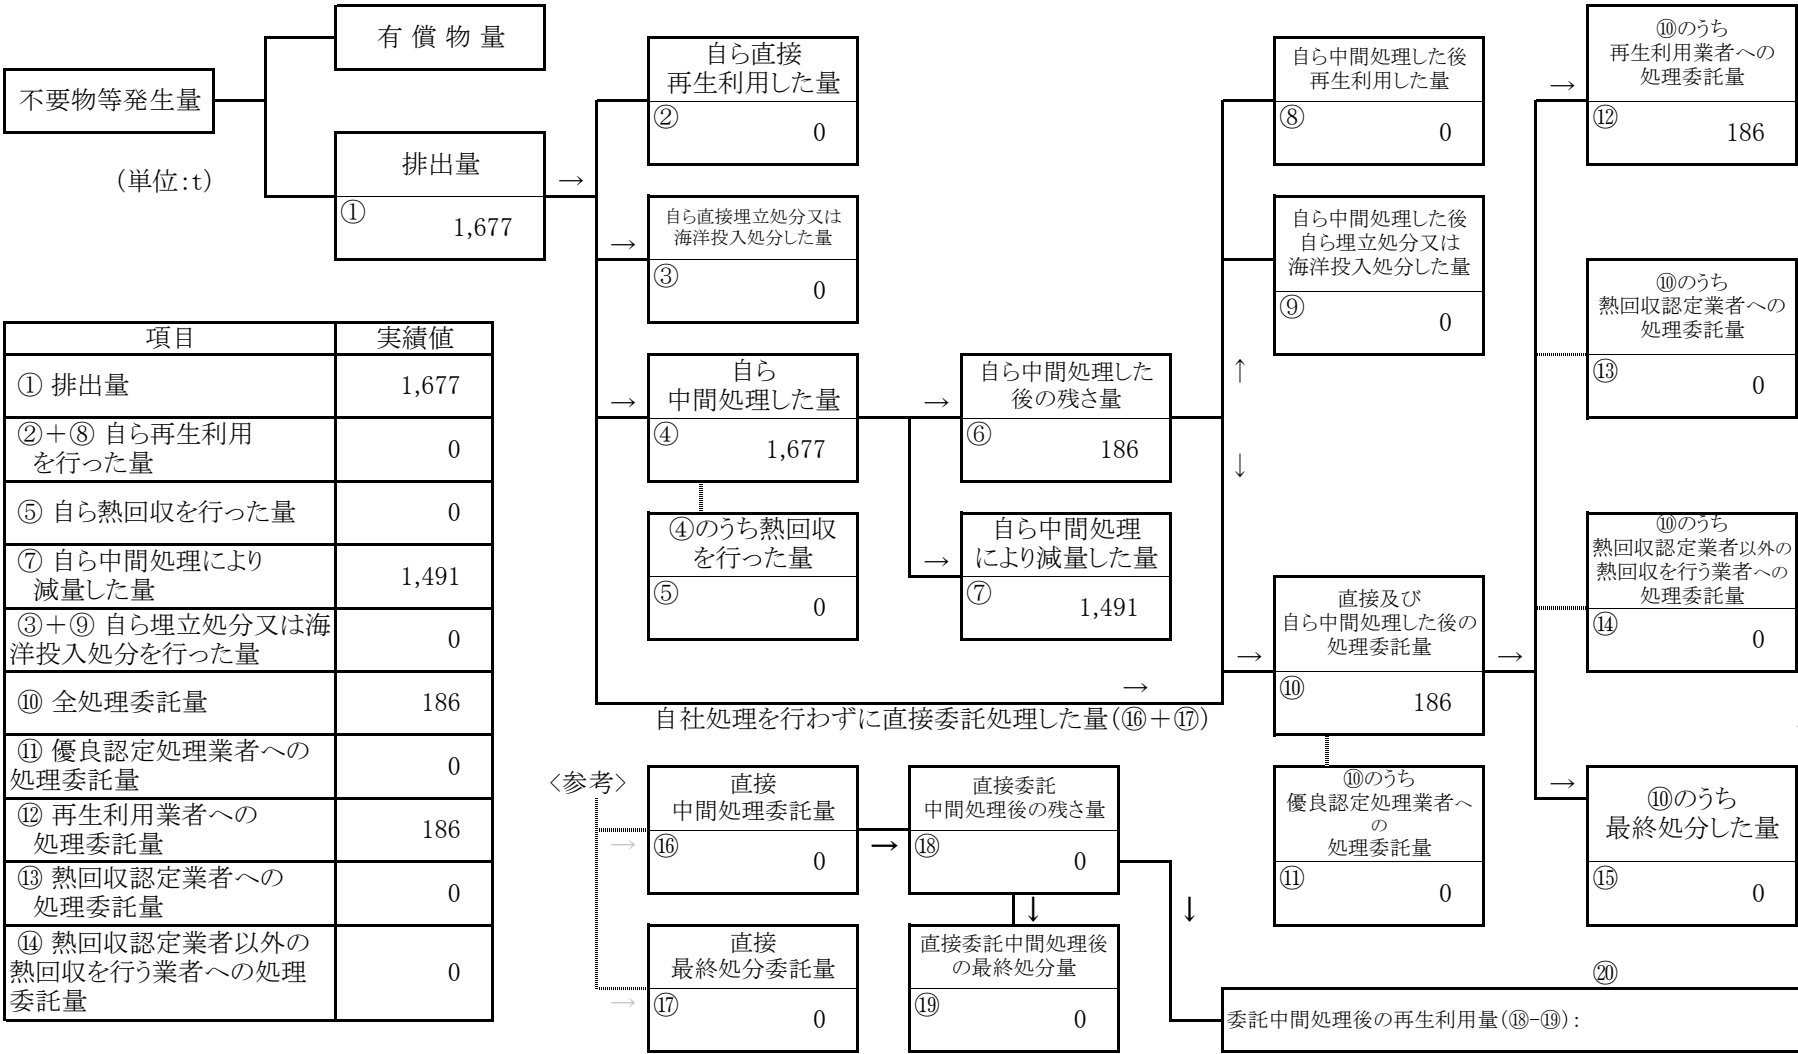 不要物等発生量
(単位:t)
有 償 物 量
排出量
①
1,677
→
自ら直接
再生利用した量
②
0
→
自ら直接埋立処分又は
海洋投入処分した量
③
0
→
自ら
中間処理した量
④
1,677
④のうち熱回収
を行った量
⑤
0
→
自ら中間処理した
後の残さ量
⑥
186
→
自ら中間処理
により減量した量
⑦
1,491
自ら中間処理した後
再生利用した量
⑧
0
自ら中間処理した後
自ら埋立処分又は
海洋投入処分した量
⑨
0
↑
↓
→
自社処理を行わずに直接委託処理した量(⑯+⑰)
→
直接及び
自ら中間処理した後の
処理委託量
⑩
186
→
⑩のうち
優良認定処理業者へ
の
処理委託量
⑪
0
→
⑩のうち
再生利用業者への
処理委託量
⑫
186
⑩のうち
熱回収認定業者への
処理委託量
⑬
0
⑩のうち
熱回収認定業者以外の
熱回収を行う業者への
処理委託量
⑭
0
→
⑩のうち
最終処分した量
⑮
0
項目 実績値
① 排出量 1,677
②+⑧ 自ら再生利用
を行った量 0
⑤ 自ら熱回収を行った量 0
⑦ 自ら中間処理により
減量した量 1,491
③+⑨ 自ら埋立処分又は海
洋投入処分を行った量 0
⑩ 全処理委託量 186
⑪ 優良認定処理業者への
処理委託量 0
⑫ 再生利用業者への
処理委託量 186
⑬ 熱回収認定業者への
処理委託量 0
⑭ 熱回収認定業者以外の
熱回収を行う業者への処理
委託量 0
<参考>
→
直接
中間処理委託量
⑯
0
→
直接委託
中間処理後の残さ量
⑱
0
↓
↓
→
直接
最終処分委託量
⑰
0
直接委託中間処理後
の最終処分量
⑲
0
⑳
委託中間処理後の再生利用量(⑱-⑲):